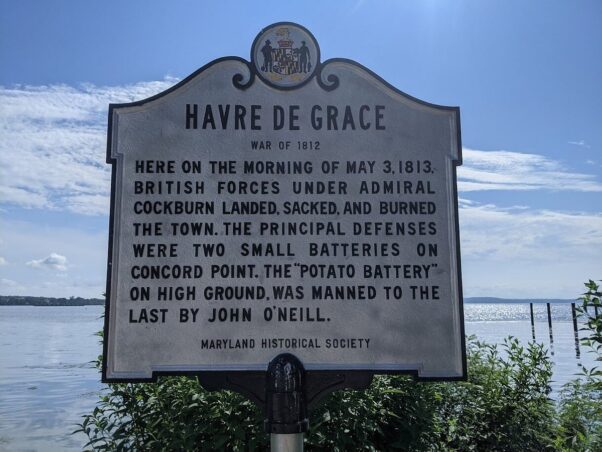 HAVRE DE GRACE
WAR OF 1812
HERE ON THE MORNING OF MAY 3, 1813,
BRITISH FORCES UNDER ADMIRAL
COCKBURN LANDED, SACKED, AND BURNED
THE TOWN. THE PRINCIPAL DEFENSES
WERE TWO SMALL BATTERIES ON
CONCORD POINT. THE "POTATO BATTERY"
ON HIGH GROUND, WAS MANNED TO THE
LAST BY JOHN O'NEILL.
MARYLAND HISTORICAL SOCIETY